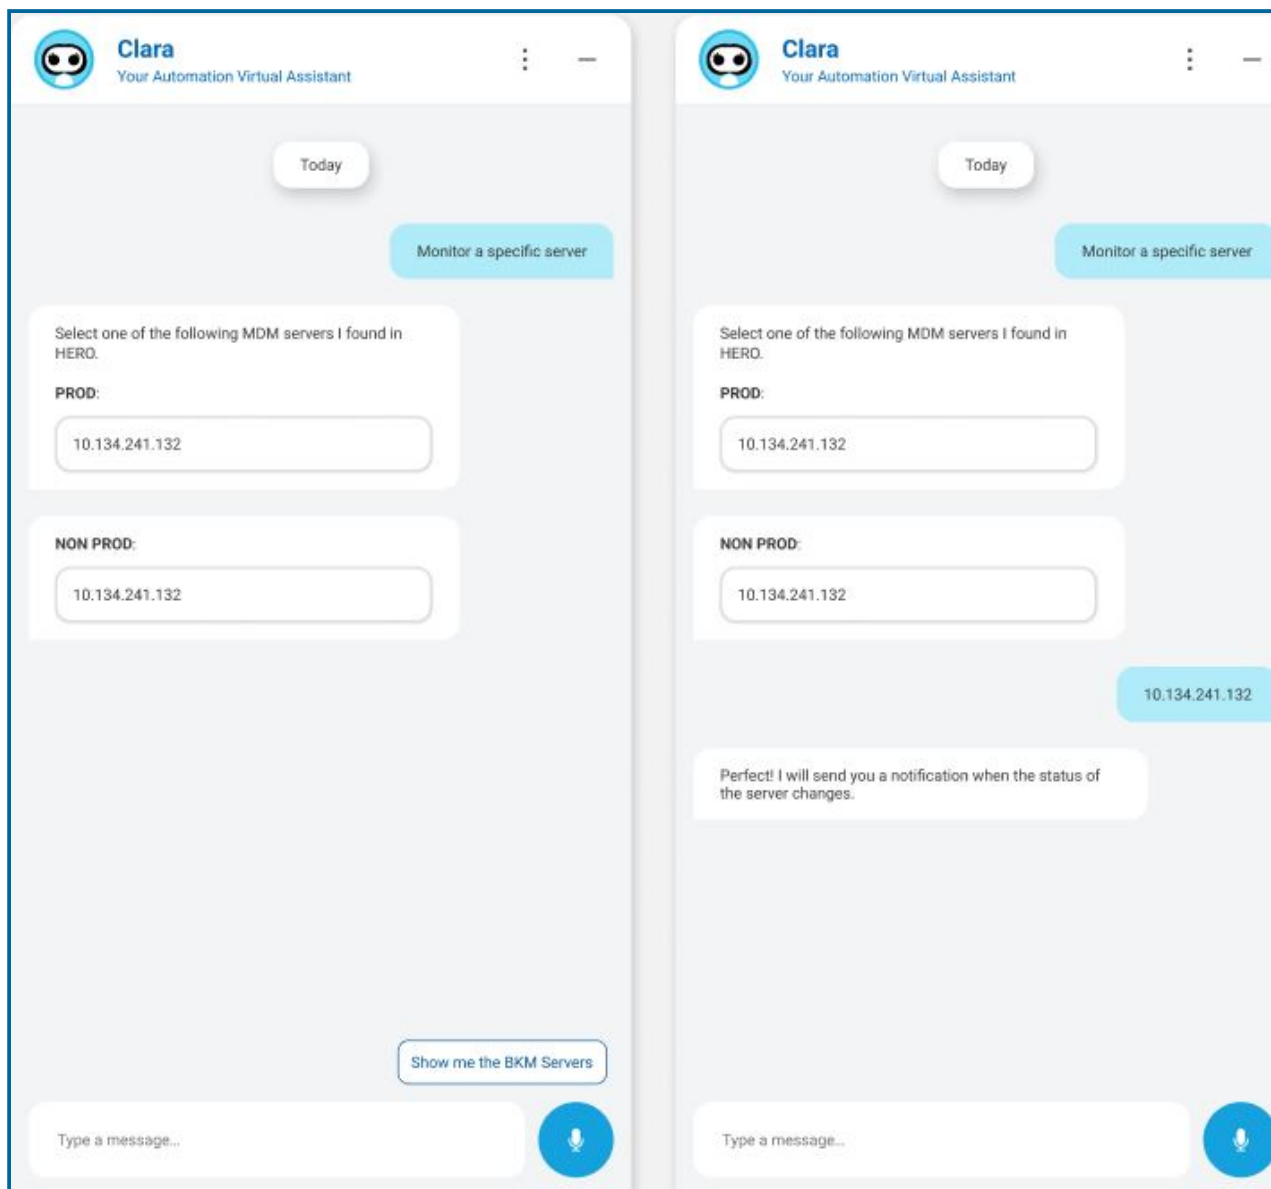 Clara
Your Automation Virtual Assistant
Today
Monitor a specific server
Select one of the following MDM servers I found in
HERO.
PROD:
10.134.241.132
NON PROD:
10.134.241.132
Show me the BKM Servers
Type a message...
Clara
Your Automation Virtual Assistant
Today
Monitor a specific server
Select one of the following MDM servers I found in
HERO.
PROD:
10.134.241.132
NON PROD:
10.134.241.132
10.134.241.132
Perfect! I will send you a notification when the status of
the server changes.
Type a message...